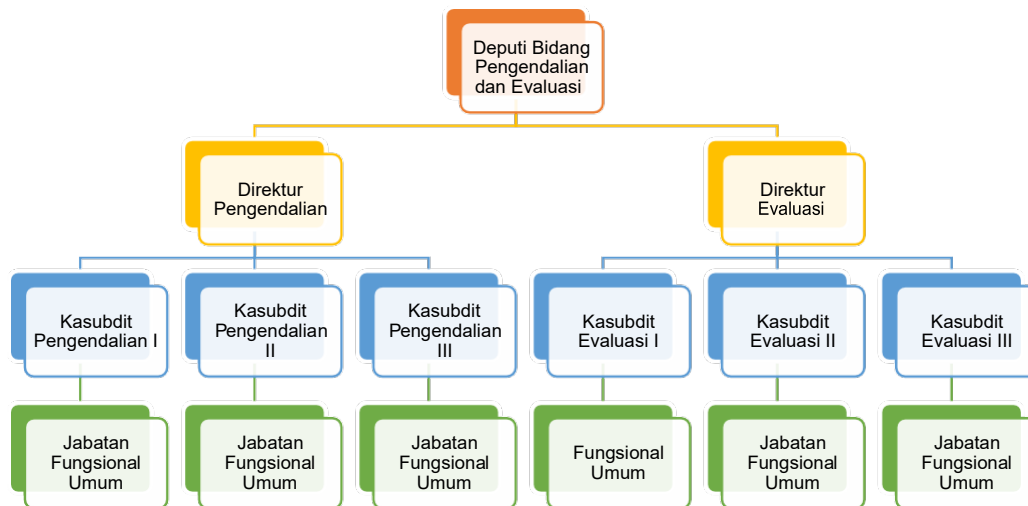 Deputi Bidang
Pengendalian
dan Evaluasi
Direktur
Pengendalian
Direktur
Evaluasi
Kasubdit
Pengendalian I
Kasubdit
Pengendalian
II
Kasubdit
Pengendalian
III
Kasubdit
Evaluasi I
Kasubdit
Evaluasi II
Kasubdit
Evaluasi III
Jabatan
Fungsional
Umum
Jabatan
Fungsional
Umum
Jabatan
Fungsional
Umum
Fungsional
Umum
Jabatan
Fungsional
Umum
Jabatan
Fungsional
Umum